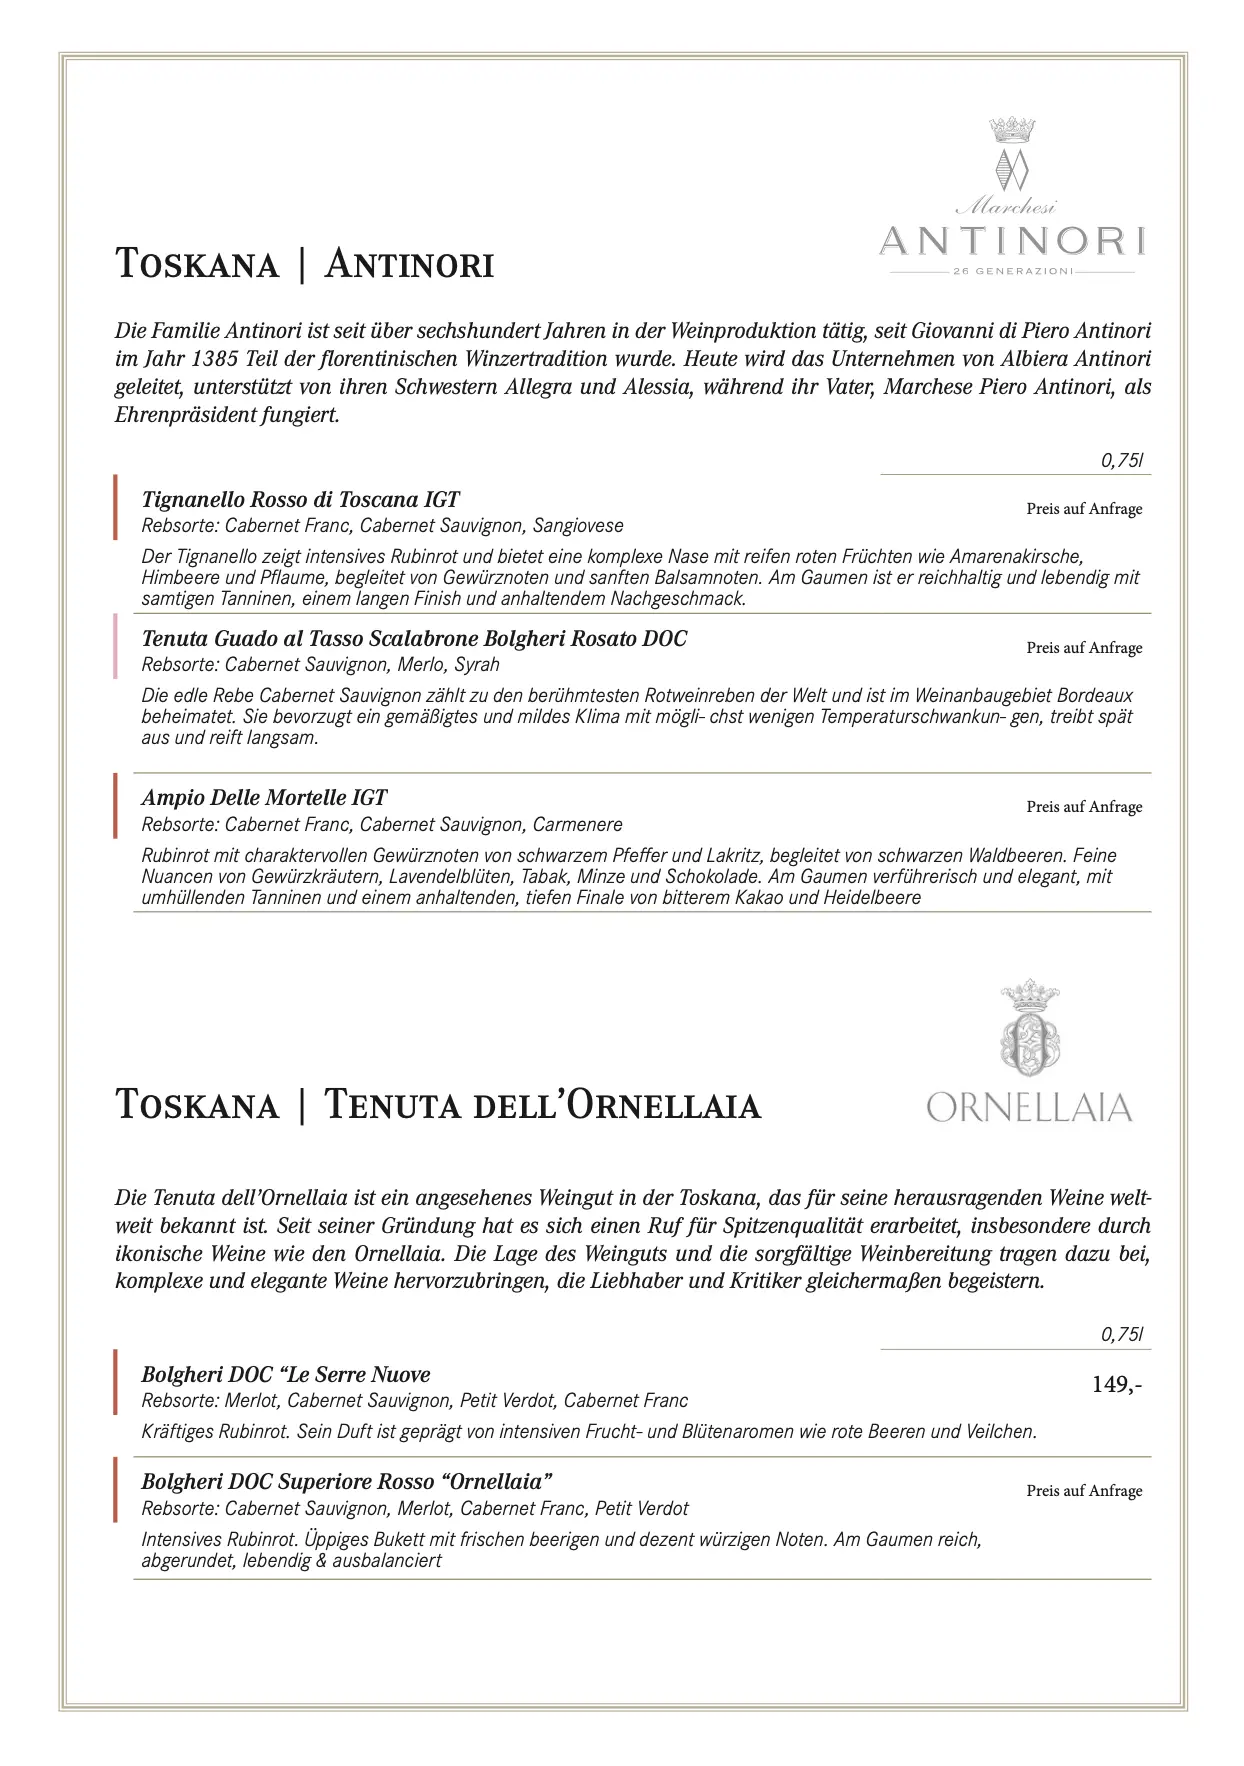 Marchesi
ANTINORI
26 GENERAZIONI
Toskana | Antinori
Die Familie Antinori ist seit über sechshundert Jahren in der Weinproduktion tätig, seit Giovanni di Piero Antinori
im Jahr 1385 Teil der florentinischen Winzertradition wurde. Heute wird das Unternehmen von Albiera Antinori
geleitet, unterstützt von ihren Schwestern Allegra und Alessia, während ihr Vater, Marchese Piero Antinori, als
Ehrenpräsident fungiert.
0,75l
Tignanello Rosso di Toscana IGT
Preis auf Anfrage
Rebsorte: Cabernet Franc, Cabernet Sauvignon, Sangiovese
Der Tignanello zeigt intensives Rubinrot und bietet eine komplexe Nase mit reifen roten Früchten wie Amarenakirsche,
Himbeere und Pflaume, begleitet von Gewürznoten und sanften Balsamnoten. Am Gaumen ist er reichhaltig und lebendig mit
samtigen Tanninen, einem langen Finish und anhaltendem Nachgeschmack.
Tenuta Guado al Tasso Scalabrone Bolgheri Rosato DOC
Preis auf Anfrage
Rebsorte: Cabernet Sauvignon, Merlo, Syrah
Die edle Rebe Cabernet Sauvignon zählt zu den berühmtesten Rotweinreben der Welt und ist im Weinanbaugebiet Bordeaux
beheimatet. Sie bevorzugt ein gemäßigtes und mildes Klima mit mögli- chst wenigen Temperaturschwankun- gen, treibt spät
aus und reift langsam.
Ampio Delle Mortelle IGT
Preis auf Anfrage
Rebsorte: Cabernet Franc, Cabernet Sauvignon, Carmenere
Rubinrot mit charaktervollen Gewürznoten von schwarzem Pfeffer und Lakritz, begleitet von schwarzen Waldbeeren. Feine
Nuancen von Gewürzkräutern, Lavendelblüten, Tabak, Minze und Schokolade. Am Gaumen verführerisch und elegant, mit
umhüllenden Tanninen und einem anhaltenden, tiefen Finale von bitterem Kakao und Heidelbeere
ORNELLAIA
Toskana | Tenuta dell’Ornellaia
Die Tenuta dell’Ornellaia ist ein angesehenes Weingut in der Toskana, das für seine herausragenden Weine welt-
weit bekannt ist. Seit seiner Gründung hat es sich einen Ruf für Spitzenqualität erarbeitet, insbesondere durch
ikonische Weine wie den Ornellaia. Die Lage des Weinguts und die sorgfältige Weinbereitung tragen dazu bei,
komplexe und elegante Weine hervorzubringen, die Liebhaber und Kritiker gleichermaßen begeistern.
0,75l
Bolgheri DOC “Le Serre Nuove
149,-
Rebsorte: Merlot, Cabernet Sauvignon, Petit Verdot, Cabernet Franc
Kräftiges Rubinrot. Sein Duft ist geprägt von intensiven Frucht- und Blütenaromen wie rote Beeren und Veilchen.
Bolgheri DOC Superiore Rosso “Ornellaia”
Preis auf Anfrage
Rebsorte: Cabernet Sauvignon, Merlot, Cabernet Franc, Petit Verdot
Intensives Rubinrot. Üppiges Bukett mit frischen beerigen und dezent würzigen Noten. Am Gaumen reich,
abgerundet, lebendig & ausbalanciert